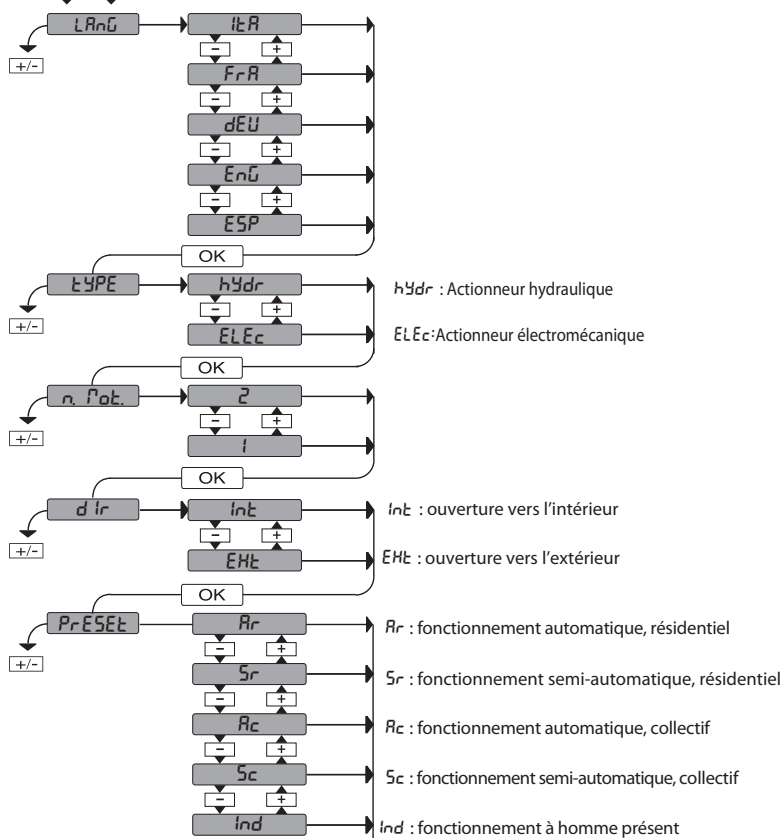 LAnG ItA
- +
+/-
FrA
- +
dEU
- +
EnG
- +
ESP
OK
tYPE hYdr hYdr : Actionneur hydraulique
- +
+/-
ELEc ELEc:Actionneur électromécanique
OK
n. Mot. 2
- +
+/-
1
OK
dIr Int Int : ouverture vers l'intérieur
- +
+/-
EHt EHt : ouverture vers l'extérieur
OK
PrESEt Ar Ar : fonctionnement automatique, résidentiel
- +
+/-
Sr Sr : fonctionnement semi-automatique, résidentiel
- +
Ac Ac : fonctionnement automatique, collectif
- +
Sc Sc : fonctionnement semi-automatique, collectif
- +
Ind Ind : fonctionnement à homme présent